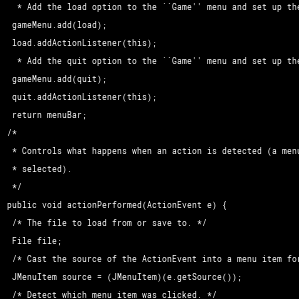 * Add the load option to the ``Game'' menu and set up the
gameMenu.add(load);
load.addActionListener(this);
* Add the quit option to the ``Game'' menu and set up the
gameMenu.add(quit);
quit.addActionListener(this);
return menuBar;
/*
* Controls what happens when an action is detected (a menu
* selected).
*/
public void actionPerformed(ActionEvent e) {
/* The file to load from or save to. */
File file;
/* Cast the source of the ActionEvent into a menu item for
JMenuItem source = (JMenuItem)(e.getSource());
/* Detect which menu item was clicked. */